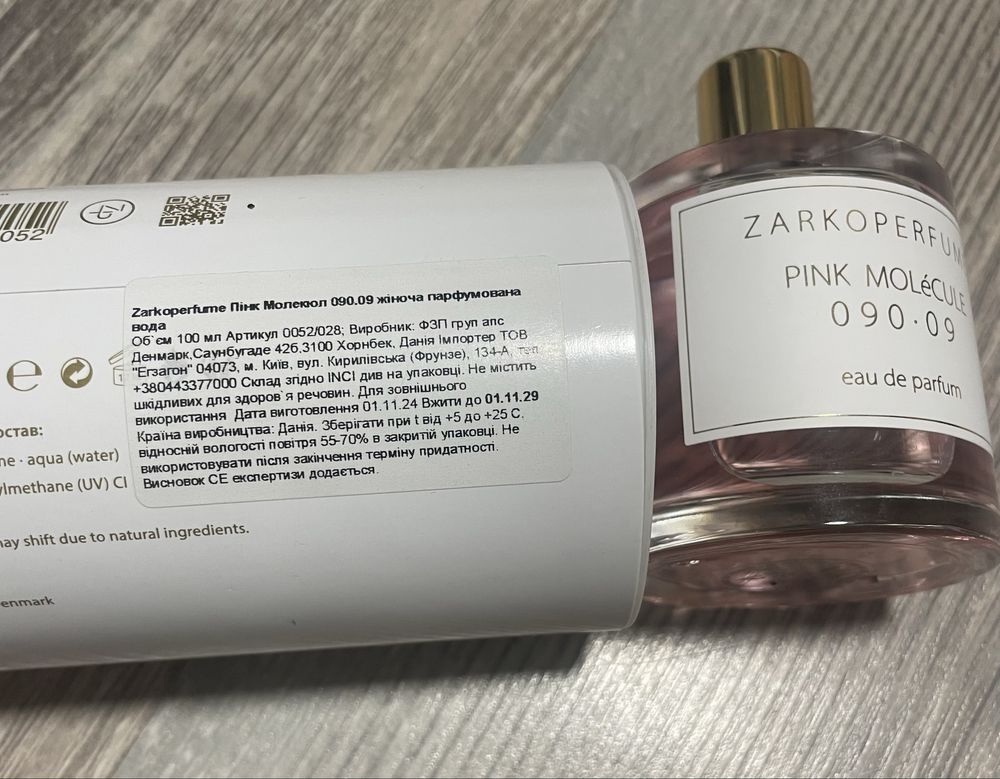 052
Zarkoperfume Пінк Молекюл 090.09 жіноча парфумована
вода
Об`єм 100 мл Артикул 0052/028; Виробник: ФЗП груп апс
Денмарк,Саунбугаде 42б,3100 Хорнбек, Данія Імпортер ТОВ
"Егзагон" 04073, м. Київ, вул. Кирилівська (Фрунзе), 134-А, тел
+380443377000 Склад згідно INCI див на упаковці. Не містить
шкідливих для здоров`я речовин. Для зовнішнього
використання Дата виготовлення 01.11.24 Вжити до 01.11.29
Країна виробництва: Данія. Зберігати при t від +5 до +25 С.
відносній вологості повітря 55-70% в закритій упаковці. Не
використовувати після закінчення терміну придатності.
Висновок СЕ експертизи додається.
остав:
ne · aqua (water)
ylmethane (UV) CI
may shift due to natural ingredients.
enmark
ZARKOPERFUM
PINK MOLéCULE
090·09
eau de parfum